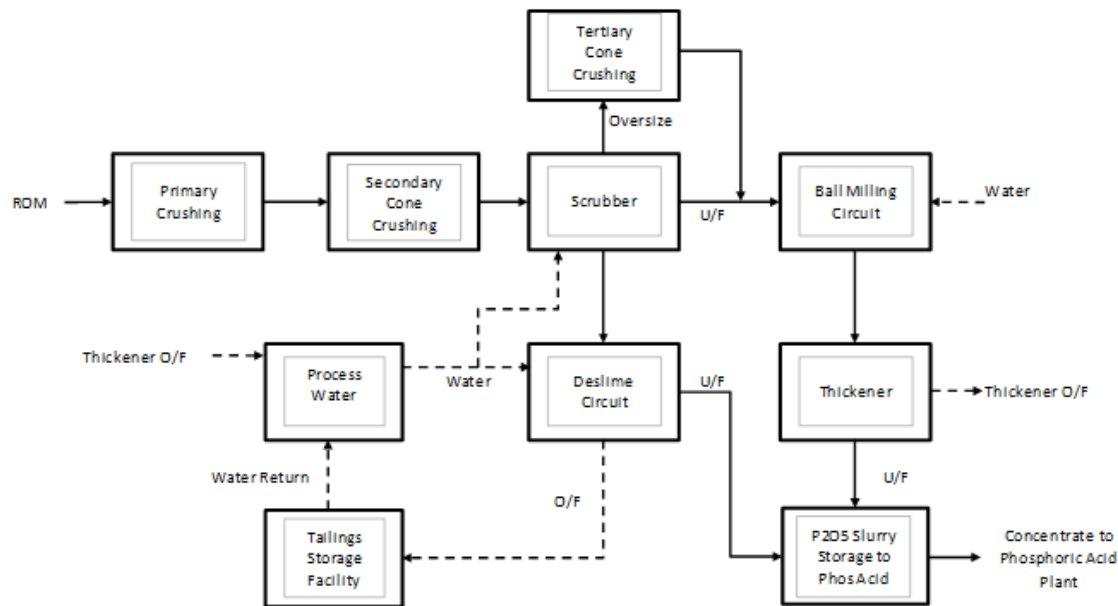 Tertiary
Cone
Crushing
Oversize
ROM
Primary
Crushing
Secondary
Cone
Crushing
Scrubber
U/F
Ball Milling
Circuit
Water
Thickener O/F
Process
Water
Water
Deslime
Circuit
U/F
Thickener
Thickener O/F
Water Return
O/F
U/F
Tailings
Storage
Facility
P2O5 Slurry
Storage to
Phos Acid
Concentrate to
Phosphoric Acid
Plant